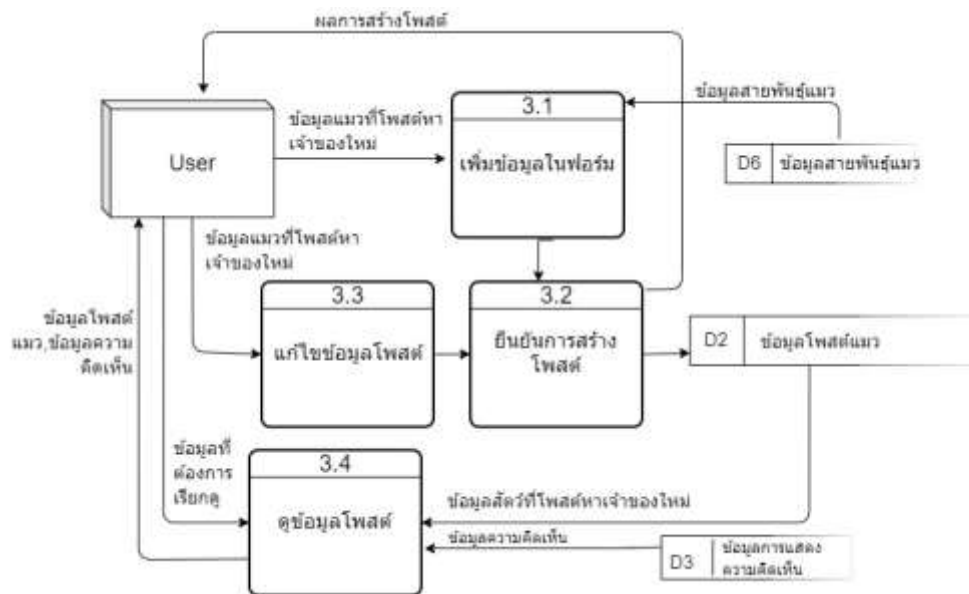 ผลการสร้างโพสต์
3.1
ข้อมูลสายพันธุ์แมว
ข้อมูลแมวที่โพสต์หา
เจ้าของใหม่
User
เพิ่มข้อมูลในฟอร์ม
D6
ข้อมูลสายพันธุ์แมว
ข้อมูลแมวที่โพสต์หา
เจ้าของใหม่
3.3
3.2
ข้อมูลโพสต์
แมว,ข้อมูลความ
คิดเห็น
แก้ไขข้อมูลโพสต์
ยืนยันการสร้าง
โพสต์
D2
ข้อมูลโพสต์แมว
ข้อมูลที่
ต้องการ
เรียกดู
3.4
ดูข้อมูลโพสต์
ข้อมูลสัตว์ที่โพสต์หาเจ้าของใหม่
ข้อมูลความคิดเห็น
D3
ข้อมูลการแสดง
ความคิดเห็น